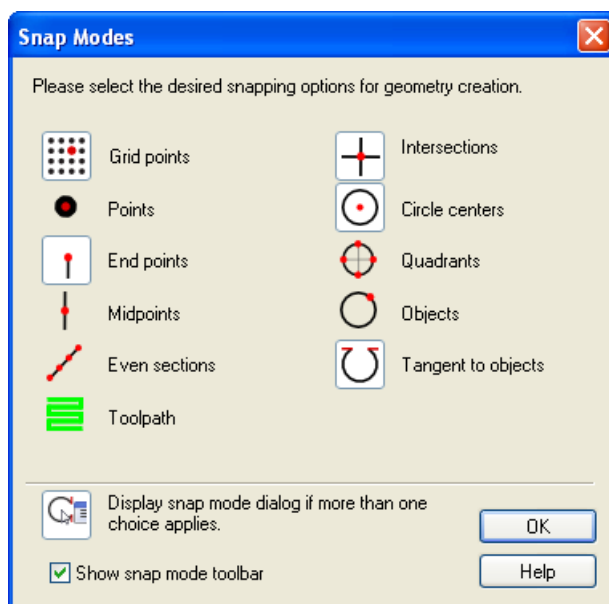 Snap Modes
Please select the desired snapping options for geometry creation.
Grid points
Intersections
Points
Circle centers
End points
Quadrants
Midpoints
Objects
Even sections
Tangent to objects
Toolpath
Display snap mode dialog if more than one
choice applies.
OK
Show snap mode toolbar
Help